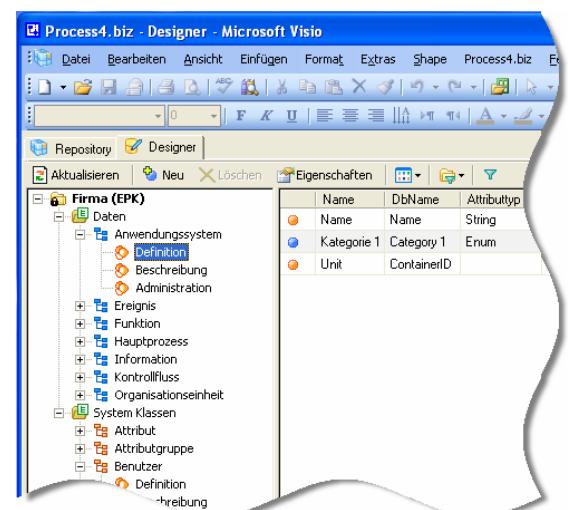 Process4.biz - Designer - Microsoft Visio
Datei Bearbeiten Ansicht Einfügen Format Extras Shape Process4.biz
0 F K U A
Repository Designer
Aktualisieren Neu Löschen Eigenschaften
Firma (EPK)
Daten
Anwendungssystem
Definition
Beschreibung
Administration
Ereignis
Funktion
Hauptprozess
Information
Kontrollfluss
Organisationseinheit
System Klassen
Attribut
Attributgruppe
Benutzer
Definition
Name DbName Attributtyp
Name Name String
Kategorie 1 Category 1 Enum
Unit ContainerID